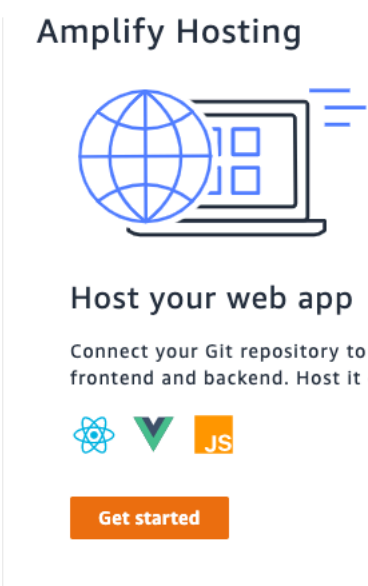 Amplify Hosting
Host your web app
Connect your Git repository to
frontend and backend. Host it
JS
Get started